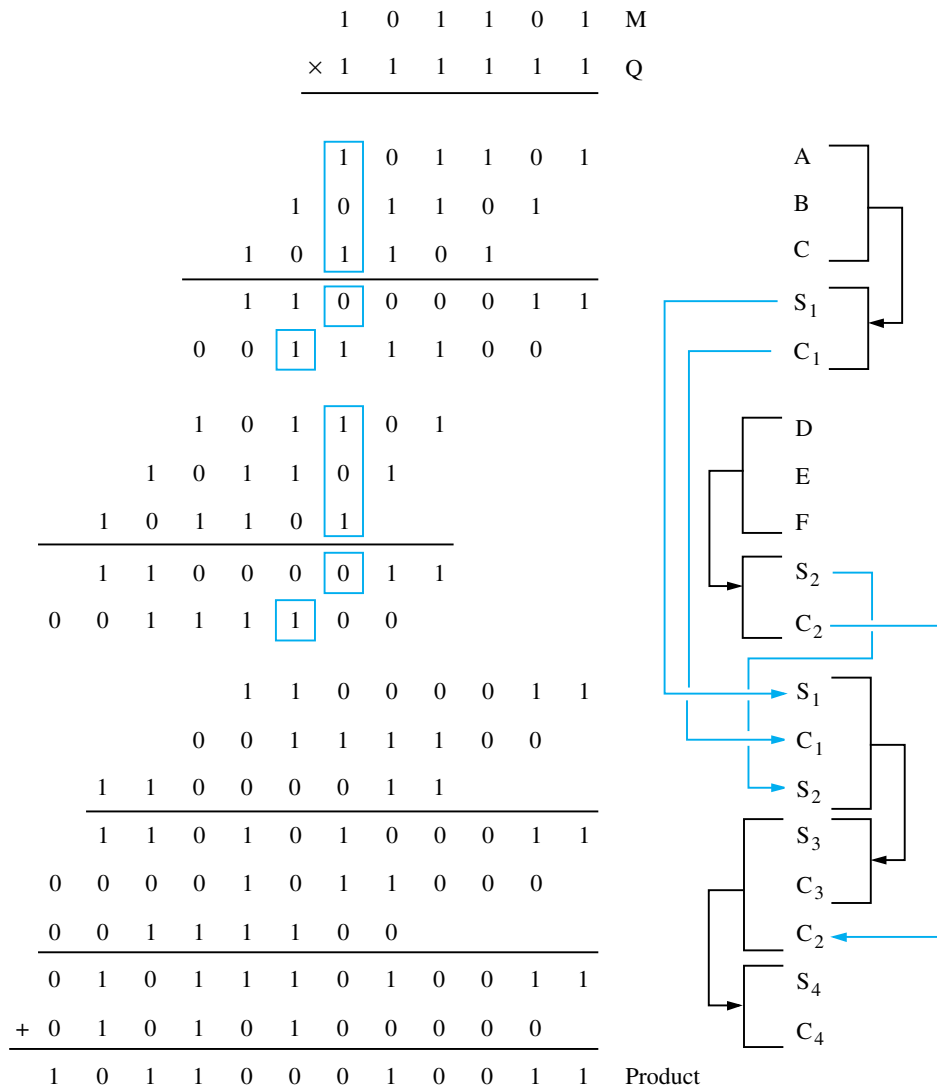 1 0 1 1 0 1 M
× 1 1 1 1 1 1 Q
1 0 1 1 0 1 A
1 0 1 1 0 1 B
1 0 1 1 0 1 C
1 1 0 0 0 0 1 1 S1
0 0 1 1 1 1 0 0 C1
1 0 1 1 0 1 D
1 0 1 1 0 1 E
1 0 1 1 0 1 F
1 1 0 0 0 0 1 1 S2
0 0 1 1 1 1 0 0 C2
1 1 0 0 0 0 1 1 S1
0 0 1 1 1 1 0 0 C1
1 1 0 0 0 0 1 1 S2
1 1 0 1 0 1 0 0 0 1 1 S3
0 0 0 0 1 0 1 1 0 0 0 C3
0 0 1 1 1 1 0 0 C2
0 1 0 1 1 1 0 1 0 0 1 1 S4
+ 0 1 0 1 0 1 0 0 0 0 0 C4
1 0 1 1 0 0 0 1 0 0 1 1 Product